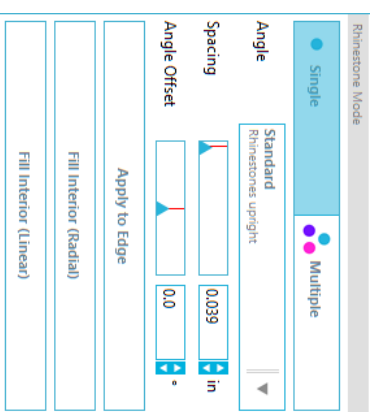 Rhinestone Mode
Single
Multiple
Angle
Standard
Rhinestones upright
Spacing
0.039
in
Angle Offset
0.0
°
Apply to Edge
Fill Interior (Radial)
Fill Interior (Linear)